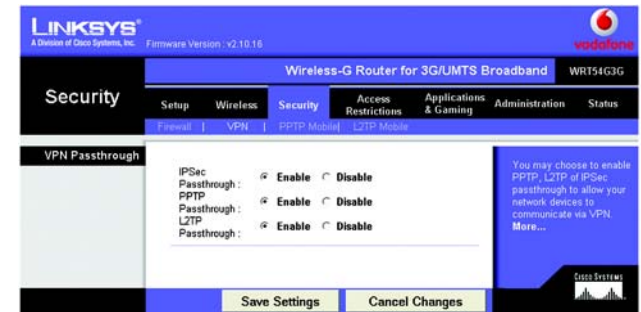 LINKSYS®
A Division of Cisco Systems, Inc.
Firmware Version : v2.10.16
vodafone
Wireless-G Router for 3G/UMTS Broadband
WRT54G3G
Security
Setup Wireless Security Access Restrictions Applications & Gaming Administration Status
Firewall | VPN | PPTP Mobile| L2TP Mobile
VPN Passthrough
IPSec
Passthrough : Enable Disable
PPTP
Passthrough : Enable Disable
L2TP
Passthrough : Enable Disable
You may choose to enable
PPTP, L2TP of IPSec
passthrough to allow your
network devices to
communicate via VPN.
More...
CISCO SYSTEMS
Save Settings Cancel Changes